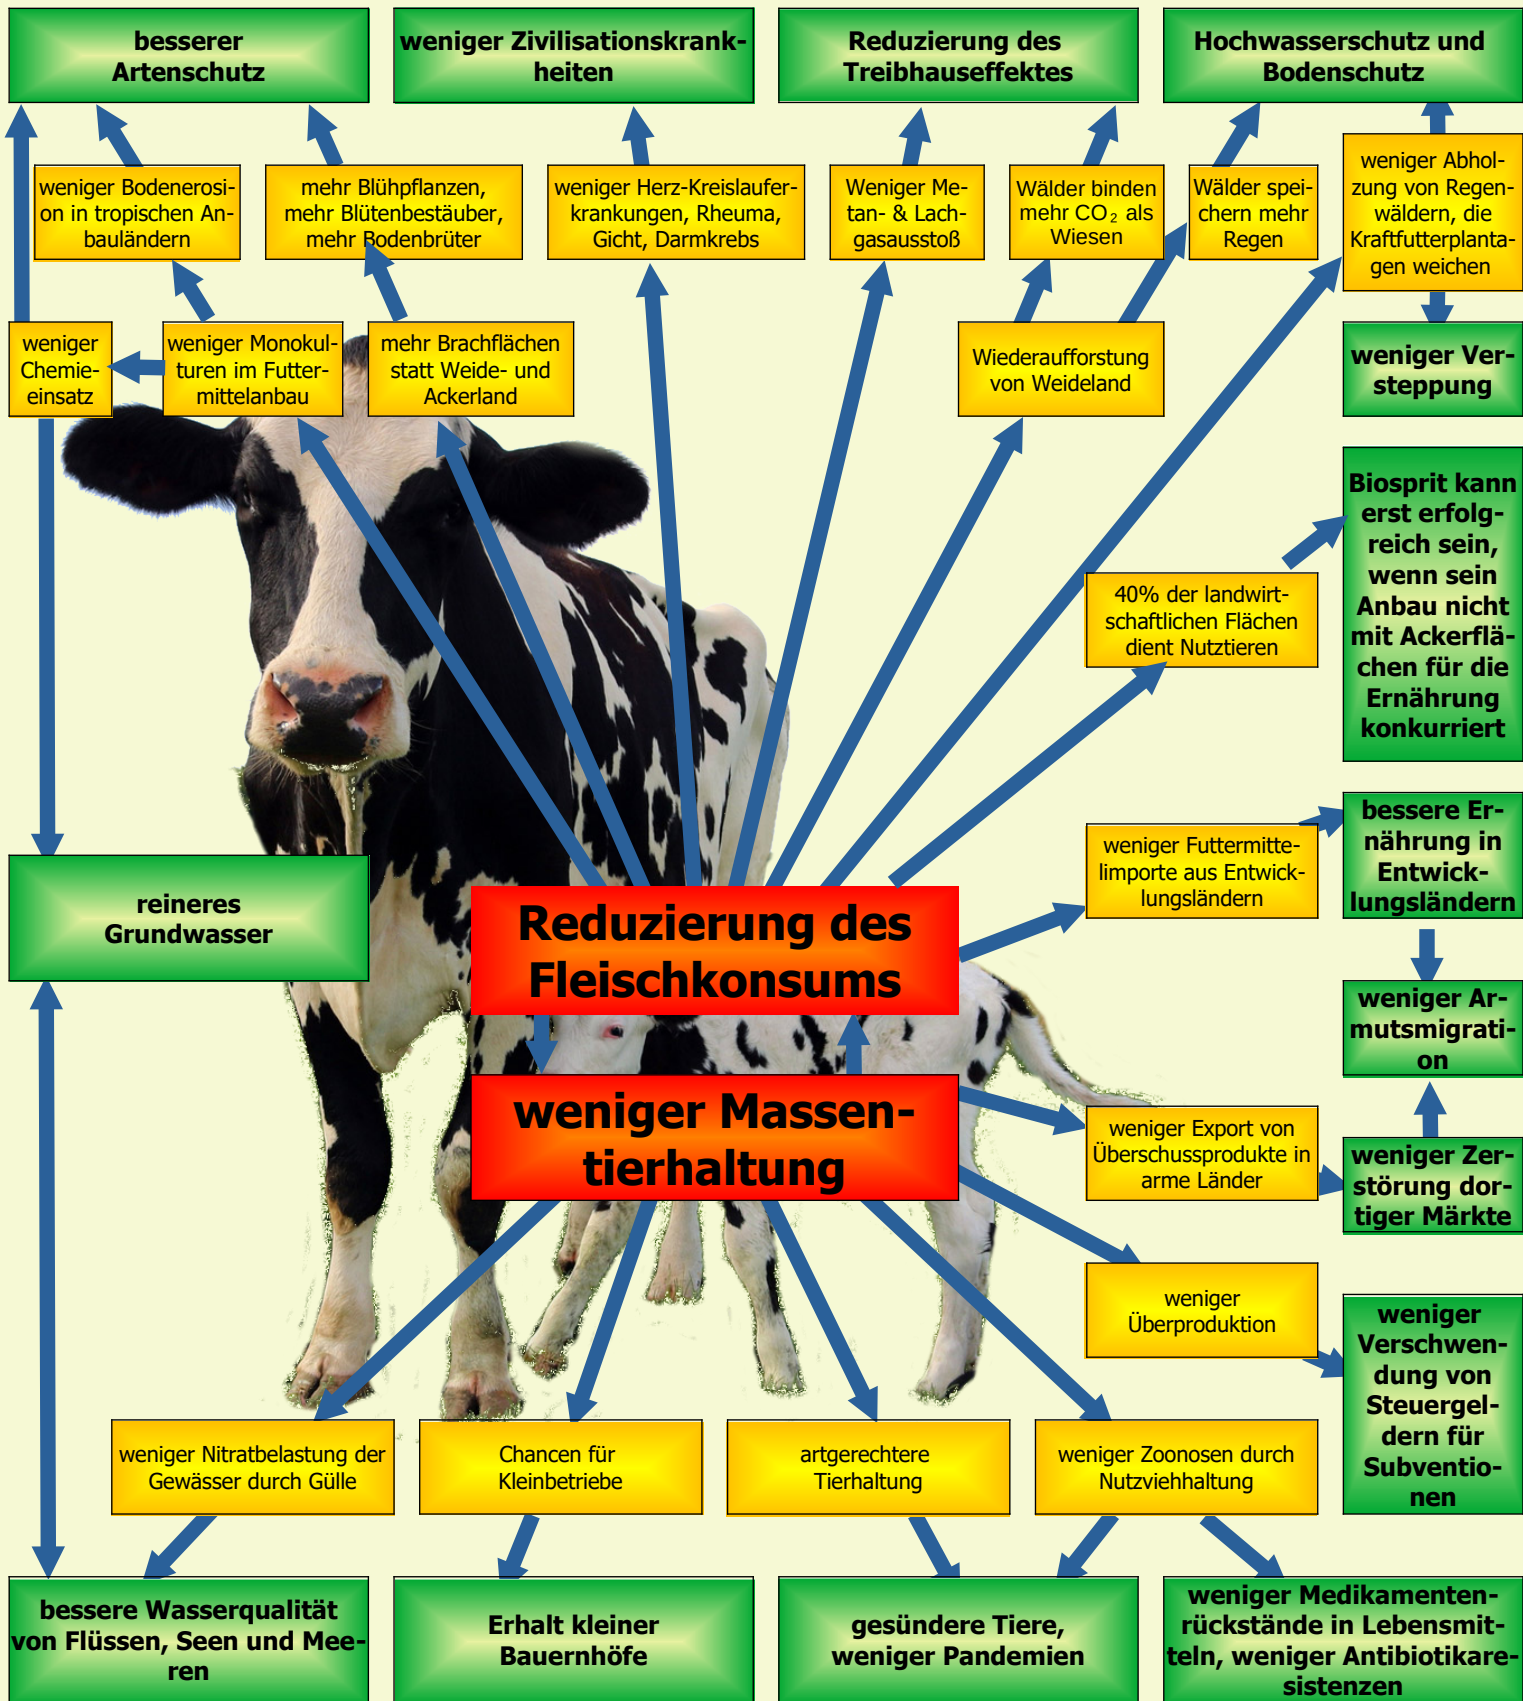 besserer
Artenschutz
weniger Zivilisationskrank-
heiten
Reduzierung des
Treibhauseffektes
Hochwasserschutz und
Bodenschutz
weniger Bodenerosi-
on in tropischen An-
bauländern
mehr Blühpflanzen,
mehr Blütenbestäuber,
mehr Bodenbrüter
weniger Herz-Kreislaufer-
krankungen, Rheuma,
Gicht, Darmkrebs
Weniger Me-
tan- & Lach-
gasausstoß
Wälder binden
mehr CO₂ als
Wiesen
Wälder spei-
chern mehr
Regen
weniger Abhol-
zung von Regen-
wäldern, die
Kraftfutterplanta-
gen weichen
weniger
Chemie-
einsatz
weniger Monokul-
turen im Futter-
mittelanbau
mehr Brachflächen
statt Weide- und
Ackerland
Wiederaufforstung
von Weideland
weniger Ver-
steppung
Biosprit kann
erst erfolg-
reich sein,
wenn sein
Anbau nicht
mit Ackerflä-
chen für die
Ernährung
konkurriert
40% der landwirt-
schaftlichen Flächen
dient Nutztieren
weniger Futtermitte-
limporte aus Entwick-
lungsländern
bessere Er-
nährung in
Entwick-
lungsländern
reineres
Grundwasser
Reduzierung des
Fleischkonsums
weniger Ar-
mutsmigrati-
on
weniger Massen-
tierhaltung
weniger Export von
Überschussprodukte in
arme Länder
weniger Zer-
störung dor-
tiger Märkte
weniger
Überproduktion
weniger
Verschwen-
dung von
Steuergel-
dern für
Subventio-
nen
weniger Nitratbelastung der
Gewässer durch Gülle
Chancen für
Kleinbetriebe
artgerechtere
Tierhaltung
weniger Zoonosen durch
Nutzviehhaltung
bessere Wasserqualität
von Flüssen, Seen und Mee-
ren
Erhalt kleiner
Bauernhöfe
gesündere Tiere,
weniger Pandemien
weniger Medikamenten-
rückstände in Lebensmit-
teln, weniger Antibiotikare-
sistenzen